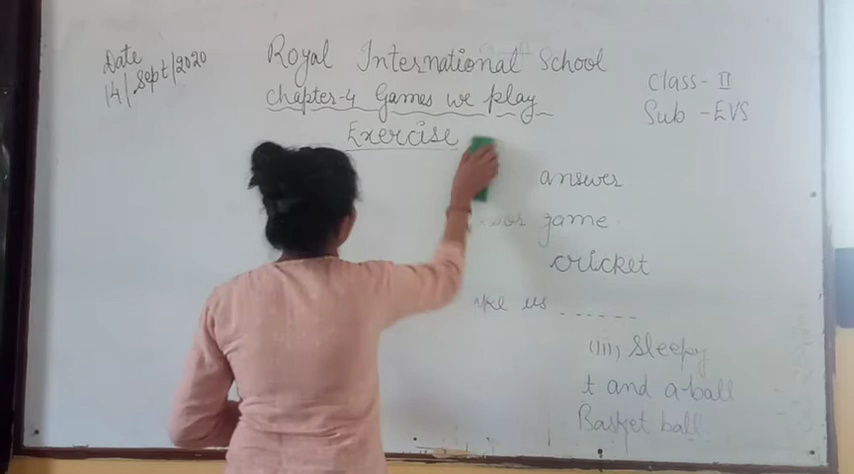 Date
14/Sept/2020
Royal International School
Chapter-4 Games we play
Exercise
Class-II
Sub-EVS
answer
game
cricket
us ------
(iii) Sleepy
t and a-ball
Basket ball